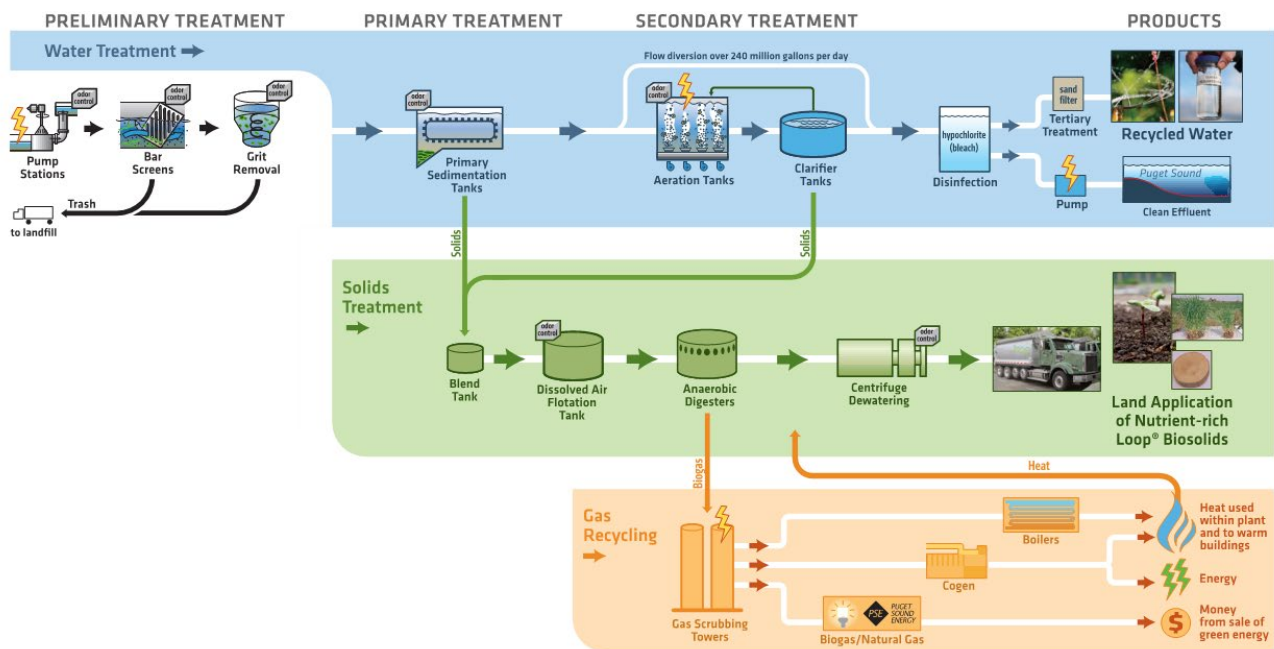 PRELIMINARY TREATMENT
PRIMARY TREATMENT
SECONDARY TREATMENT
PRODUCTS
Water Treatment
Flow diversion over 240 million gallons per day
odor
control
odor
control
odor
control
odor
control
odor
control
Pump
Stations
Bar
Screens
Grit
Removal
Trash
to landfill
Primary
Sedimentation
Tanks
Aeration Tanks
Clarifier
Tanks
hypochlorite
(bleach)
Disinfection
sand
filter
Tertiary
Treatment
Recycled Water
Pump
Puget Sound
Clean Effluent
Solids
Solids
Solids
Treatment
odor
control
odor
control
Blend
Tank
Dissolved Air
Flotation
Tank
Anaerobic
Digesters
Centrifuge
Dewatering
Land Application
of Nutrient-rich
Loop® Biosolids
Biogas
Heat
Gas
Recycling
Gas Scrubbing
Towers
Boilers
Cogen
PSE
PUGET
SOUND
ENERGY
Biogas/Natural Gas
Heat used
within plant
and to warm
buildings
Energy
$
Money
from sale of
green energy